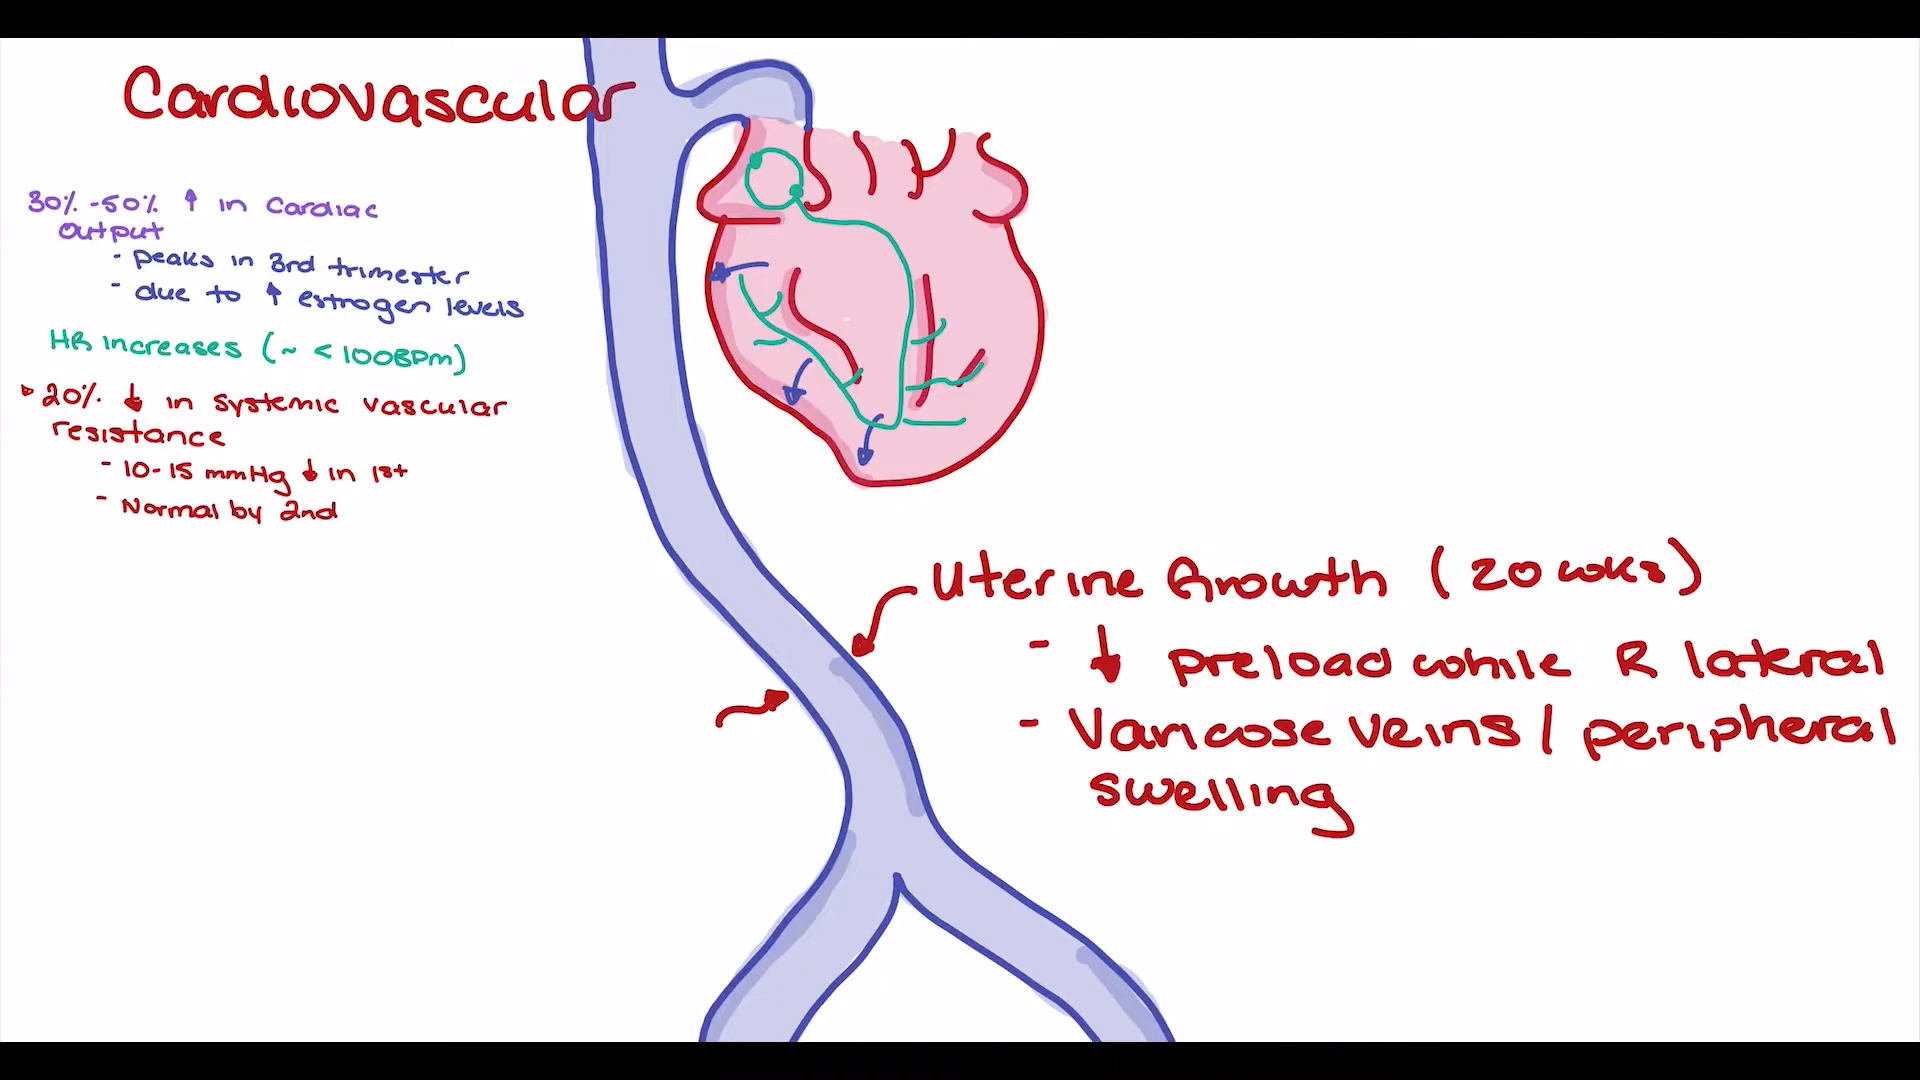 Cardiovascular
30% -50% ↑ in cardiac
output
- peaks in 3rd trimester
- due to ↑ estrogen levels
HR increases (~ < 100BPM)
20% ↓ in systemic vascular
resistance
- 10-15 mmHg ↓ in 1st
- Normal by 2nd
Uterine Growth (20 wks)
- ↓ preload while R lateral
- Varicose veins / peripheral
swelling